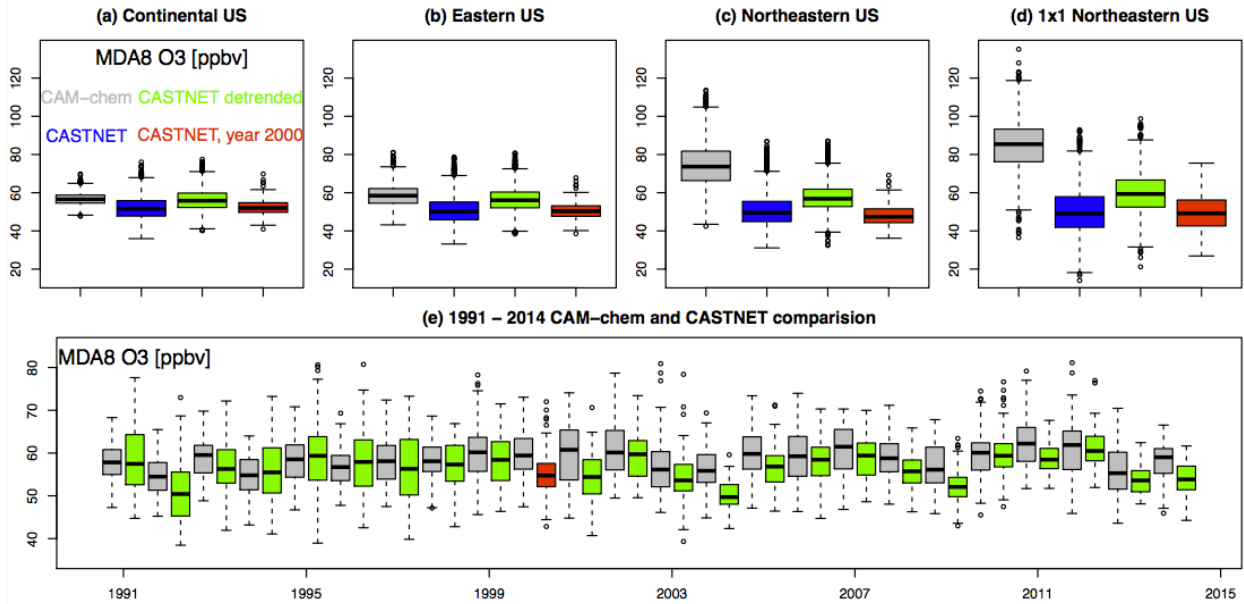 (a) Continental US
(b) Eastern US
(c) Northeastern US
(d) 1x1 Northeastern US
MDA8 O3 [ppbv]
CAM-chem CASTNET detrended
CASTNET CASTNET, year 2000
120
100
80
60
40
20
120
100
80
60
40
20
120
100
80
60
40
20
120
100
80
60
40
20
(e) 1991 – 2014 CAM-chem and CASTNET comparision
MDA8 O3 [ppbv]
80
70
60
50
40
1991 1995 1999 2003 2007 2011 2015